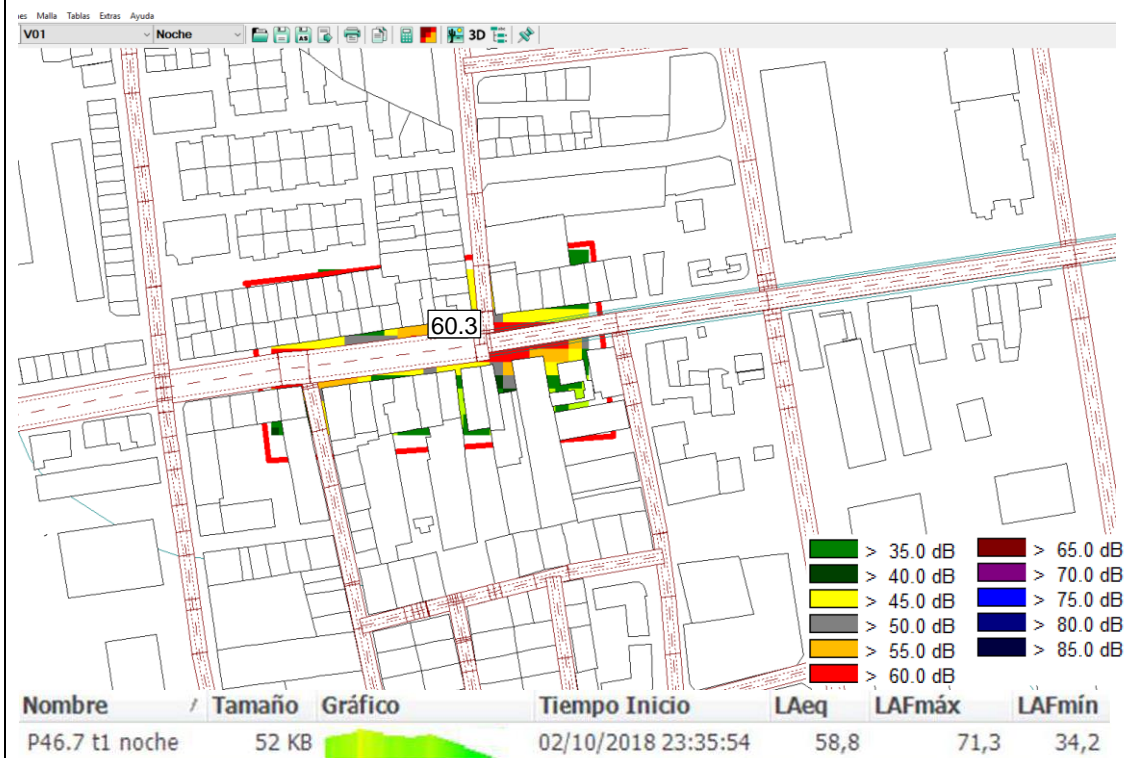 nes Malla Tablas Extras Ayuda
V01 Noche AS 3D
60.3
> 35.0 dB > 65.0 dB
> 40.0 dB > 70.0 dB
> 45.0 dB > 75.0 dB
> 50.0 dB > 80.0 dB
> 55.0 dB > 85.0 dB
> 60.0 dB
Nombre / Tamaño Gráfico Tiempo Inicio LAeq LAFmáx LAFmín
P46.7 t1 noche 52 KB 02/10/2018 23:35:54 58,8 71,3 34,2